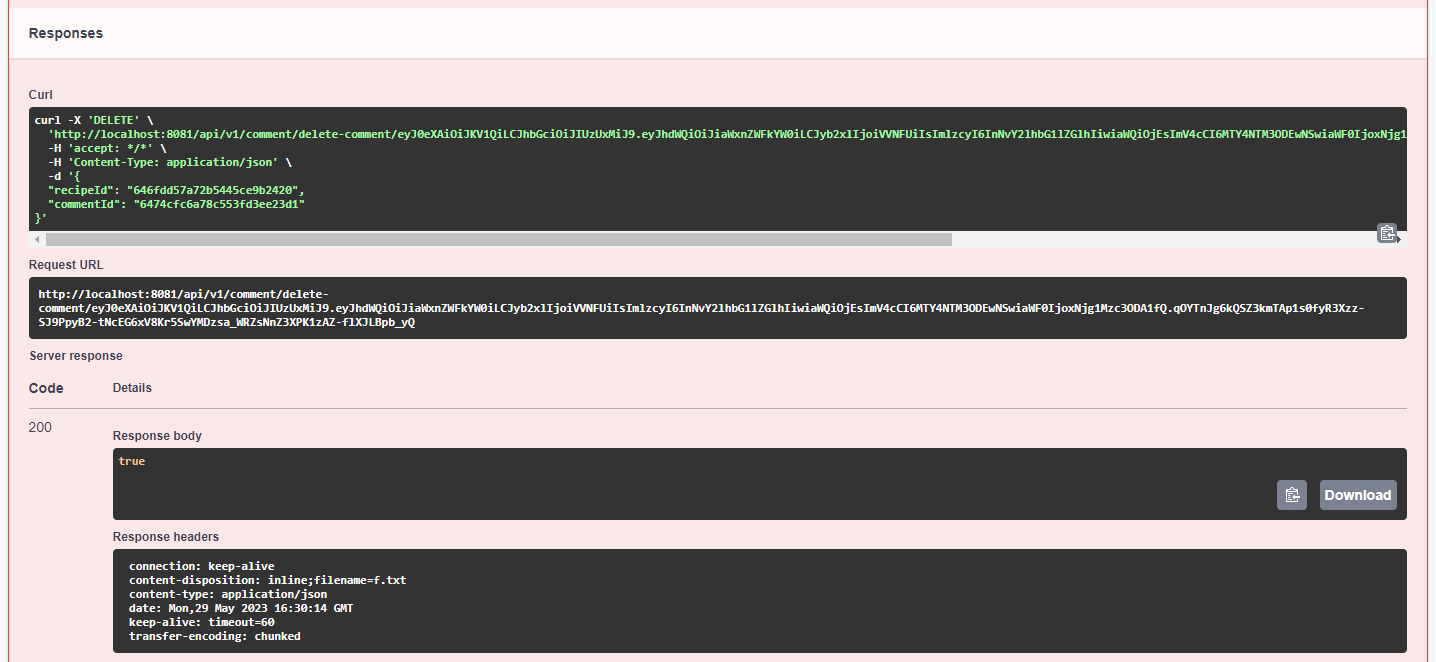 Responses
Curl
curl -X 'DELETE' \
'http://localhost:8081/api/v1/comment/delete-comment/eyJ0eXAiOiJKV1QiLCJhbGciOiJIUzUxMiJ9.eyJhdWQiOiJiaWxnZWFkYW0iLCJyb2xlIjoiVVNFUiIsImlzcyI6InNvY2lhbG1lZGlhIiwiaWQiOjEsImV4cCI6MTY4NTM3ODEwNSwiaWF0IjoxNjg1
-H 'accept: */*' \
-H 'Content-Type: application/json' \
-d '{
"recipeId": "646fdd57a72b5445ce9b2420",
"commentId": "6474cfc6a78c553fd3ee23d1"
}'
Request URL
http://localhost:8081/api/v1/comment/delete-
comment/eyJ0eXAiOiJKV1QiLCJhbGciOiJIUzUxMiJ9.eyJhdWQiOiJiaWxnZWFkYW0iLCJyb2xlIjoiVVNFUiIsImlzcyI6InNvY2lhbG1lZGlhIiwiaWQiOjEsImV4cCI6MTY4NTM3ODEwNSwiaWF0IjoxNjg1Mzc3ODA1fQ.qOYTnJg6kQSZ3kmTAp1s0fyR3Xzz-
SJ9PpyB2-tNcEG6xV8Kr5SwYMDzsa_WRZsNnZ3XPK1zAZ-flXJLBpb_yQ
Server response
Code Details
200
Response body
true
Download
Response headers
connection: keep-alive
content-disposition: inline;filename=f.txt
content-type: application/json
date: Mon,29 May 2023 16:30:14 GMT
keep-alive: timeout=60
transfer-encoding: chunked